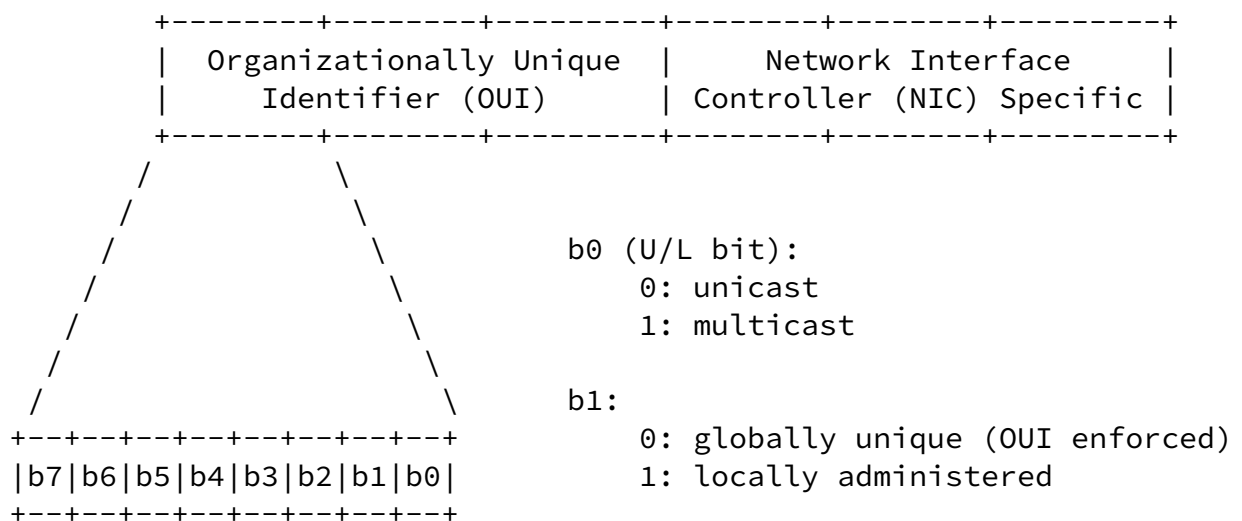 +--------+--------+---------+--------+--------+---------+
|  Organizationally Unique  |     Network Interface     |
|     Identifier (OUI)      | Controller (NIC) Specific |
+--------+--------+---------+--------+--------+---------+
/          \
/            \
/              \          b0 (U/L bit):
/                \             0: unicast
/                  \            1: multicast
/                    \
/                      \      b1:
+--+--+--+--+--+--+--+--+          0: globally unique (OUI enforced)
|b7|b6|b5|b4|b3|b2|b1|b0|          1: locally administered
+--+--+--+--+--+--+--+--+